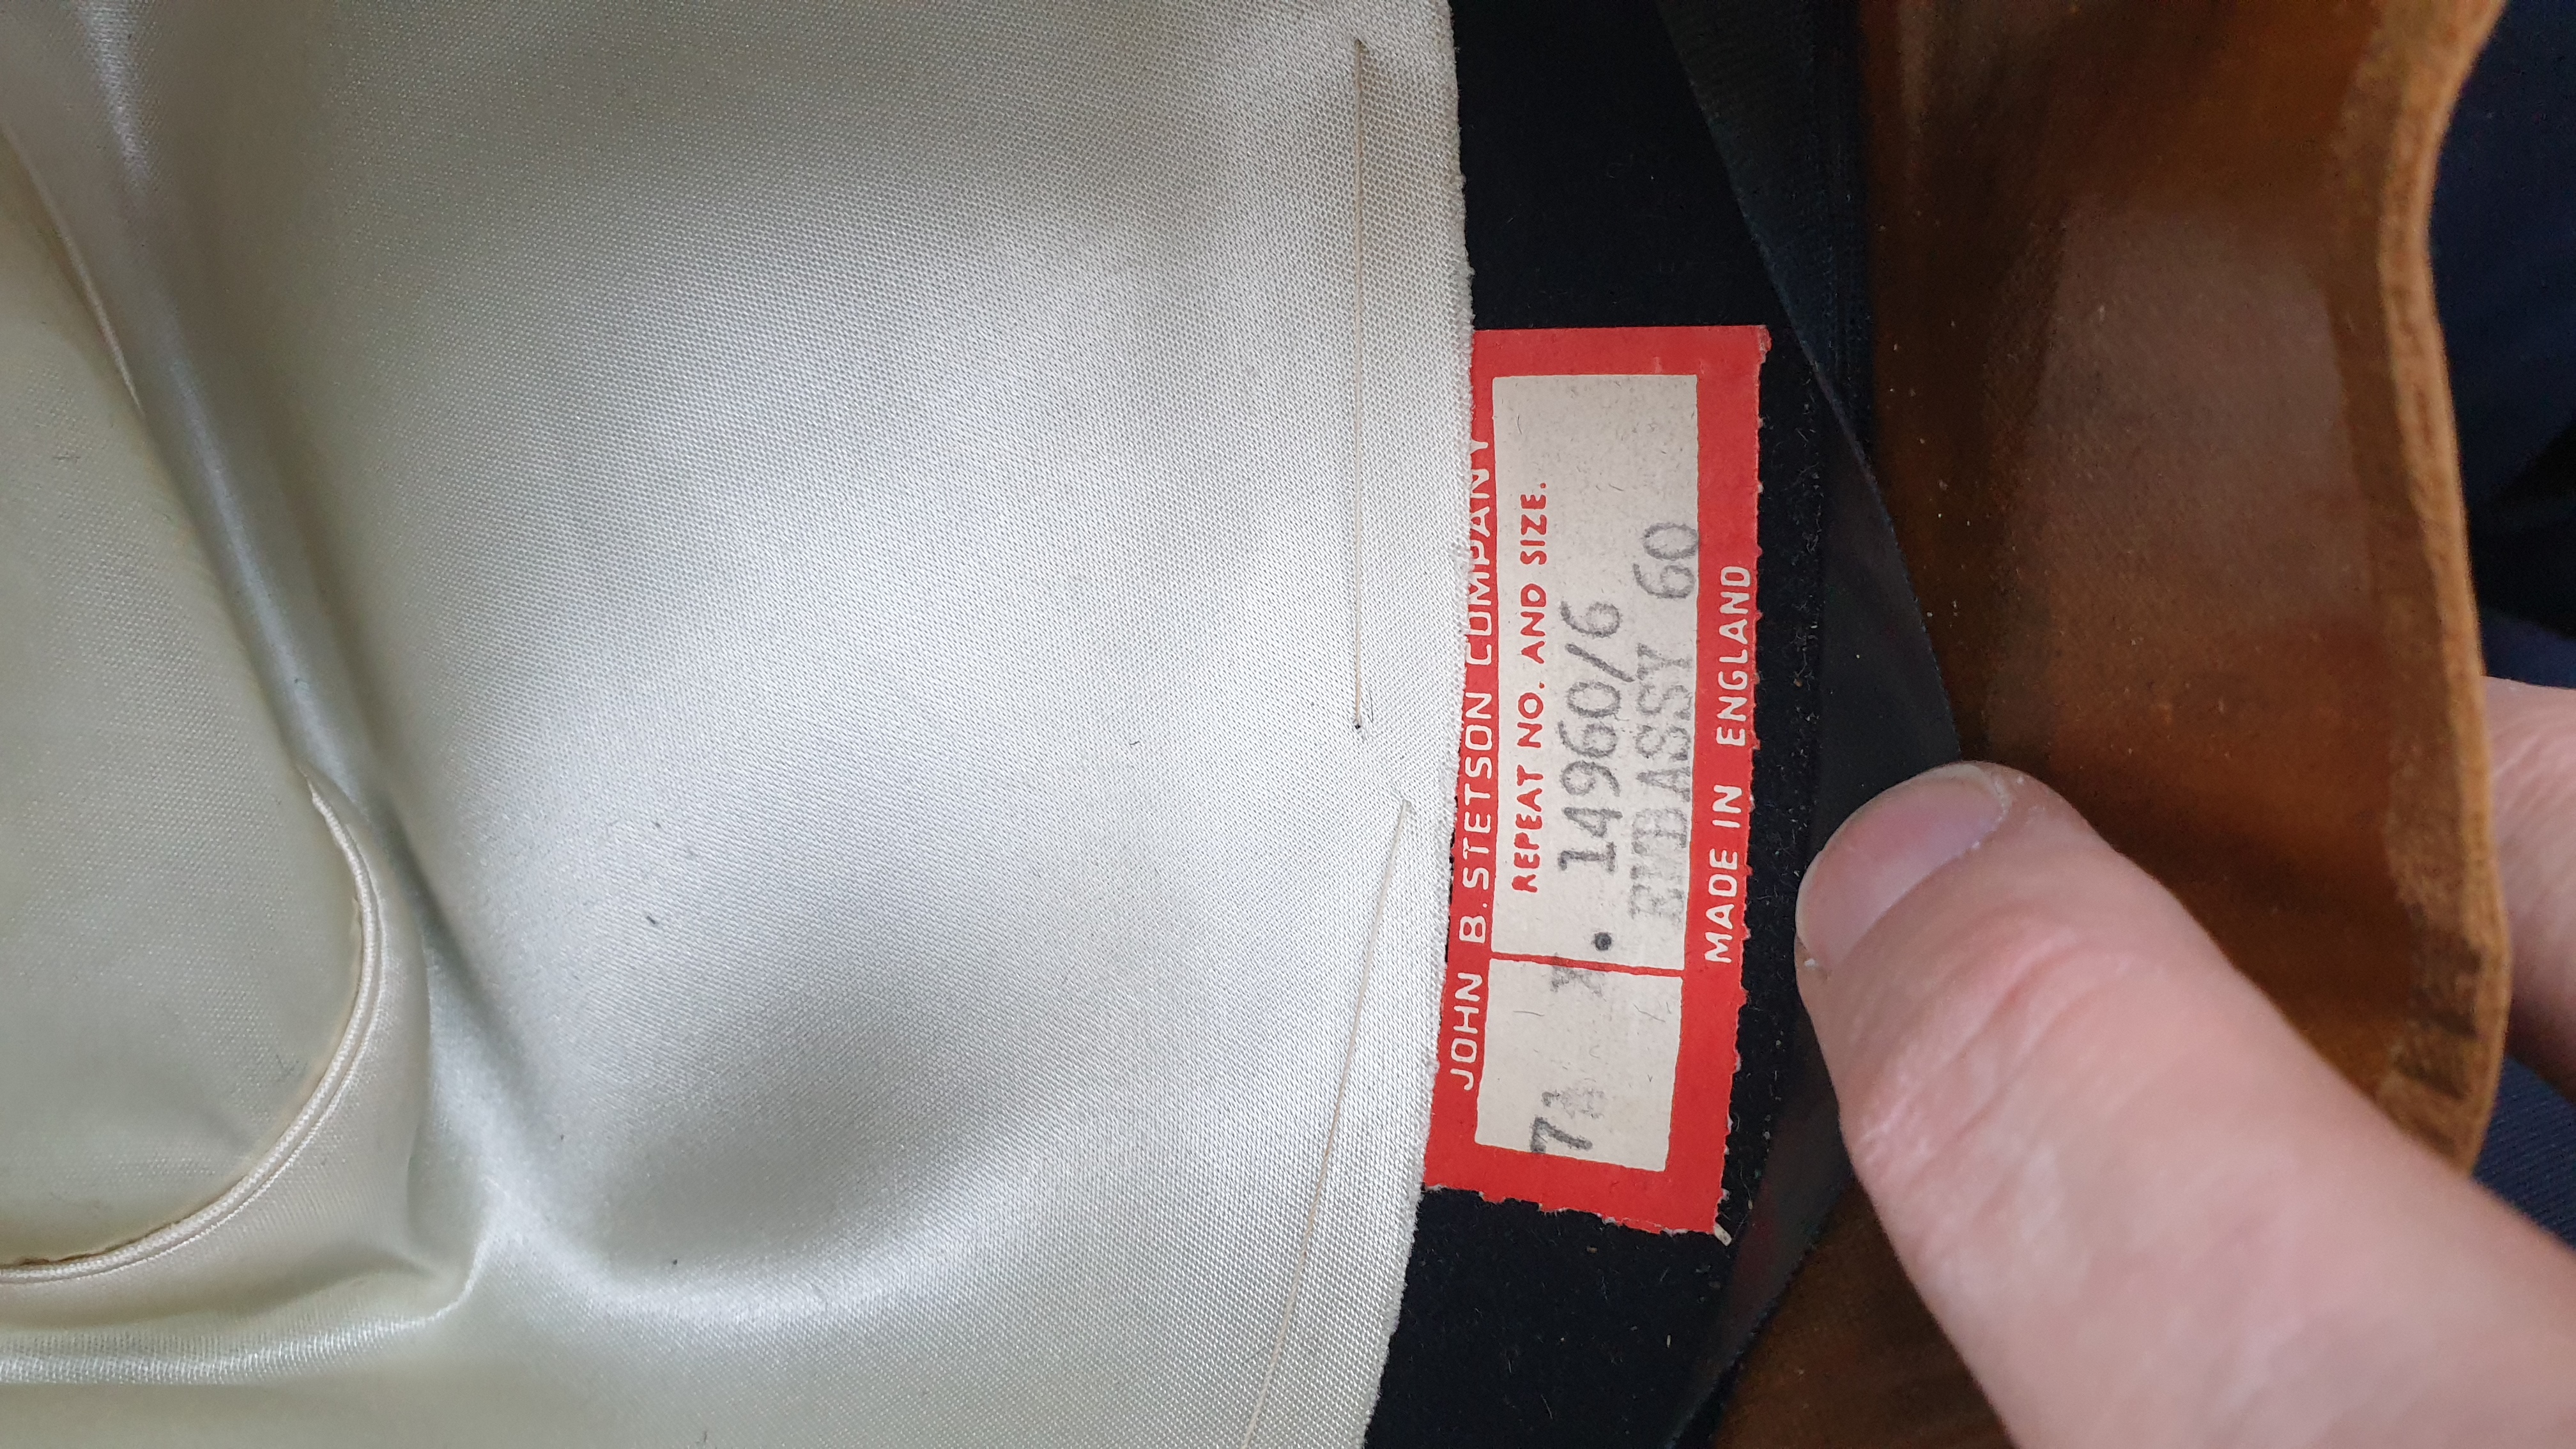 JOHN B. STETSON COMPANY
REPEAT NO. AND SIZE.
14960/6
EMBASSY 60
MADE IN ENGLAND